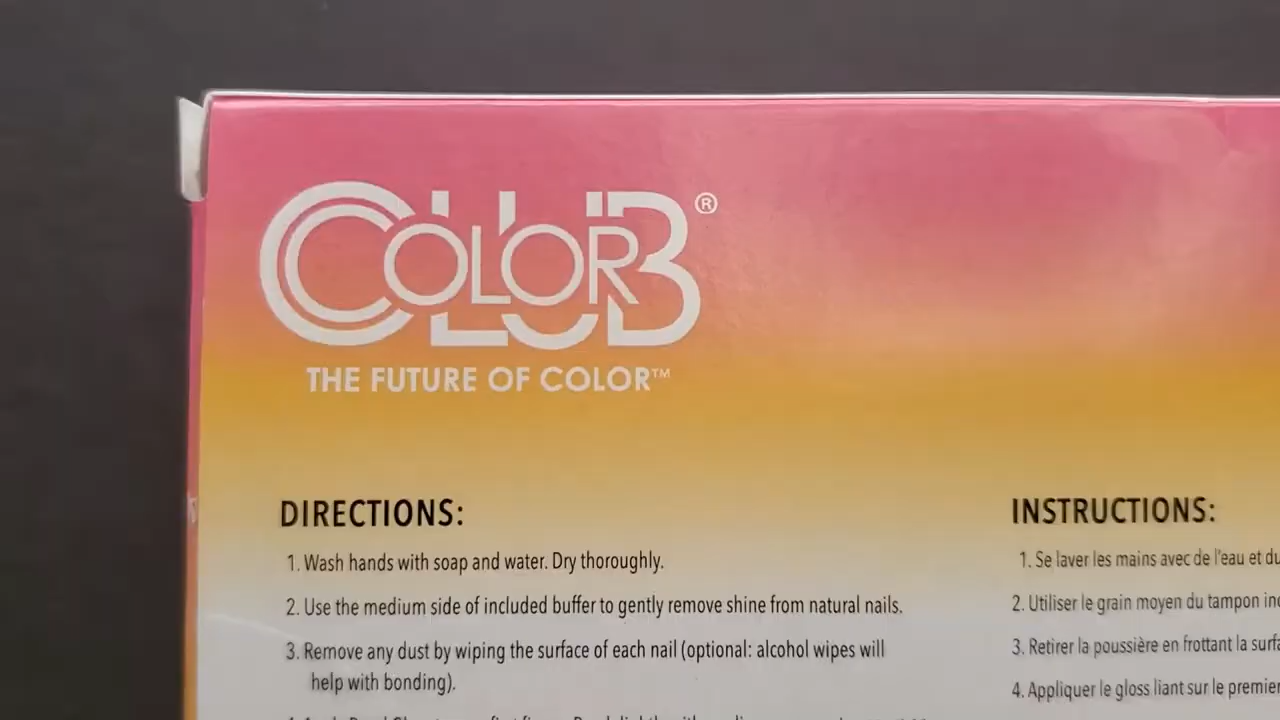 COLOR CLUB®
THE FUTURE OF COLOR™
DIRECTIONS:
1. Wash hands with soap and water. Dry thoroughly.
2. Use the medium side of included buffer to gently remove shine from natural nails.
3. Remove any dust by wiping the surface of each nail (optional: alcohol wipes will
help with bonding).
INSTRUCTIONS:
1. Se laver les mains avec de l'eau et du
2. Utiliser le grain moyen du tampon
3. Retirer la poussière en frottant la
4. Appliquer le gloss liant sur le premier